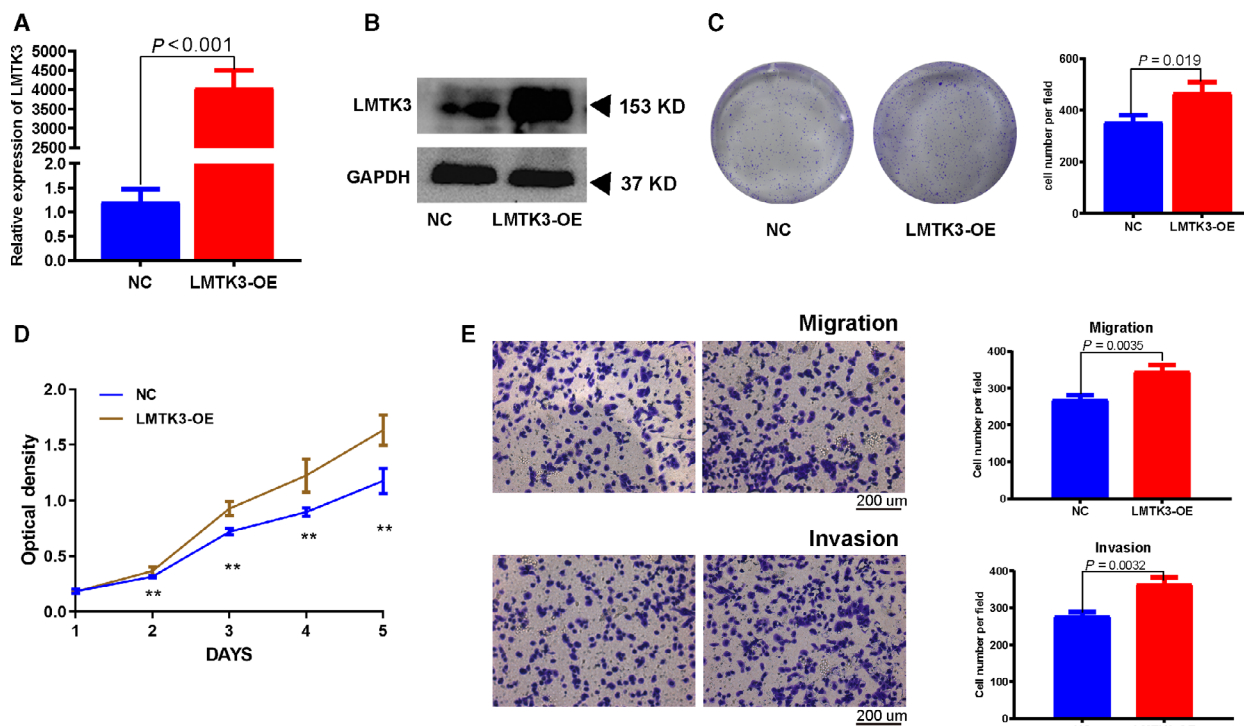 A
Relative expression of LMTK3
P<0.001
5000
4500
4000
3500
3000
2500
2.0
1.5
1.0
0.5
0.0
NC
LMTK3-OE
B
LMTK3
153 KD
GAPDH
37 KD
NC
LMTK3-OE
C
NC
LMTK3-OE
cell number per field
P = 0.019
600
400
200
0
NC
LMTK3-OE
D
Optical density
2.0
1.5
1.0
0.5
0.0
NC
LMTK3-OE
**
**
**
**
1
2
3
4
5
DAYS
E
Migration
200 um
Invasion
200 um
Migration
P = 0.0035
Cell number per field
400
300
200
0
NC
LMTK3-OE
Invasion
P = 0.0032
Cell number per field
400
300
200
0
NC
LMTK3-OE